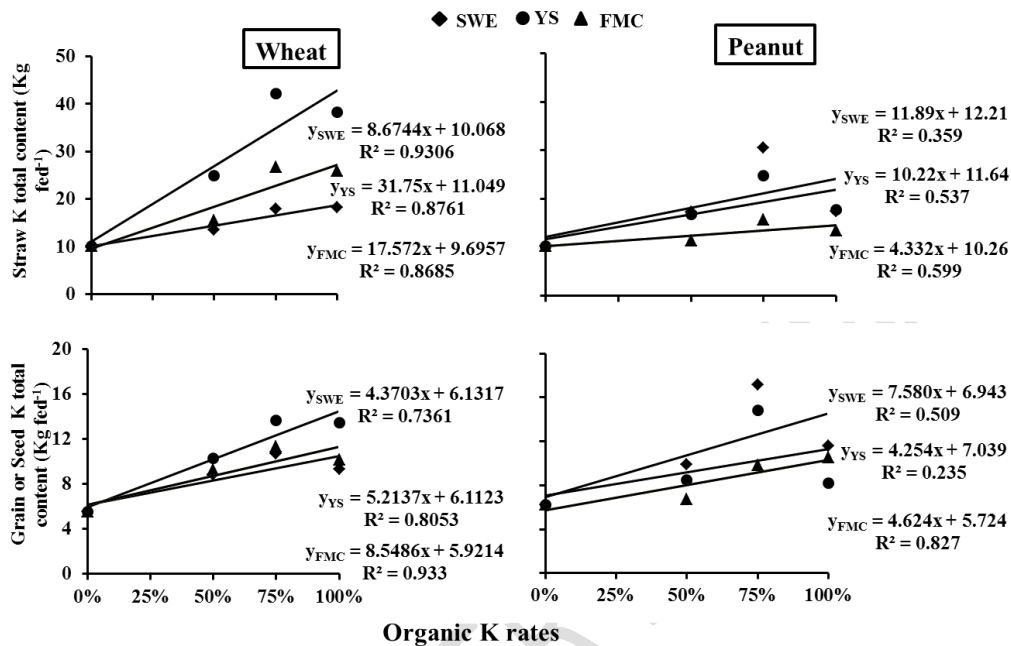 SWE YS FMC
Wheat
Peanut
Straw K total content (Kg
fed⁻¹)
50
40
30
20
10
0
ySWE = 8.6744x + 10.068
R² = 0.9306
yYS = 31.75x + 11.049
R² = 0.8761
yFMC = 17.572x + 9.6957
R² = 0.8685
ySWE = 11.89x + 12.21
R² = 0.359
yYS = 10.22x + 11.64
R² = 0.537
yFMC = 4.332x + 10.26
R² = 0.599
Grain or Seed K total
content (Kg fed⁻¹)
20
16
12
8
4
0
ySWE = 4.3703x + 6.1317
R² = 0.7361
yYS = 5.2137x + 6.1123
R² = 0.8053
yFMC = 8.5486x + 5.9214
R² = 0.933
0% 25% 50% 75% 100%
ySWE = 7.580x + 6.943
R² = 0.509
yYS = 4.254x + 7.039
R² = 0.235
yFMC = 4.624x + 5.724
R² = 0.827
0% 25% 50% 75% 100%
Organic K rates